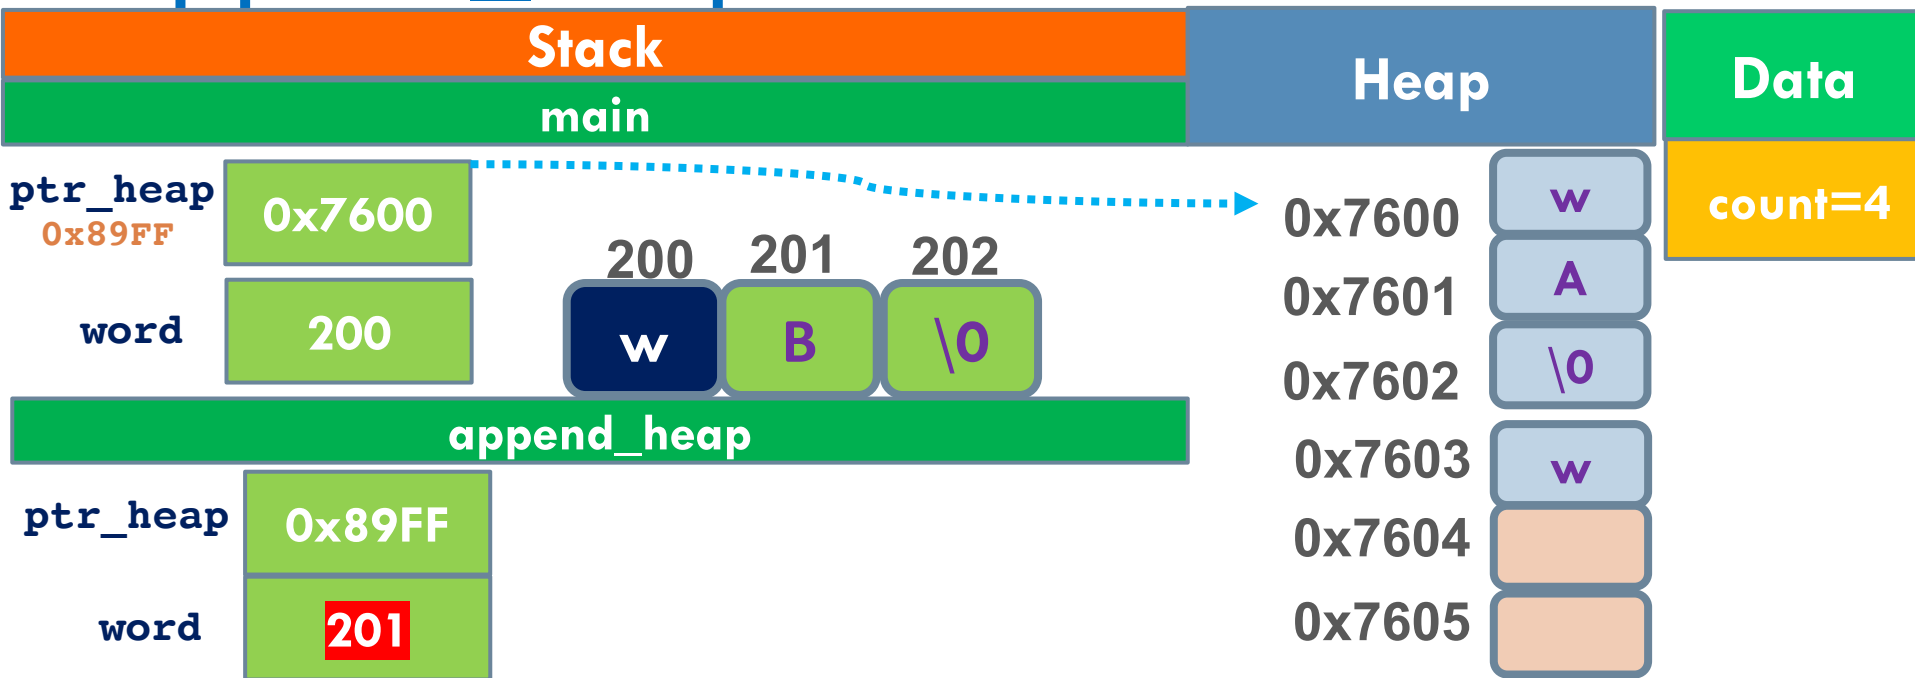 Stack
main
Heap
Data
ptr_heap
0x89FF
0x7600
word
200
200
201
202
w
B
\0
0x7600
w
0x7601
A
0x7602
\0
0x7603
w
0x7604
0x7605
count=4
append_heap
ptr_heap
0x89FF
word
201